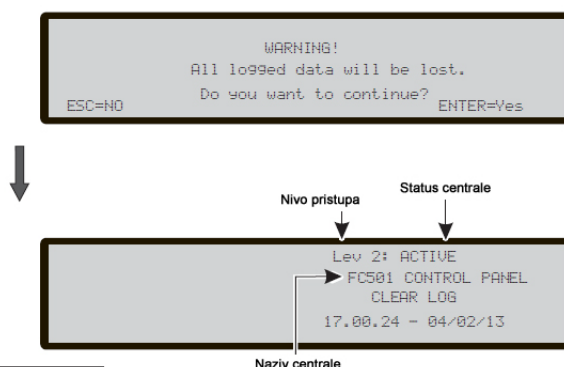 WARNING!
All logged data will be lost.
Do you want to continue?
ESC=NO
ENTER=Yes
Nivo pristupa
Status centrale
Lev 2: ACTIVE
FC501 CONTROL PANEL
CLEAR LOG
17.00.24 - 04/02/13
Naziv centrale